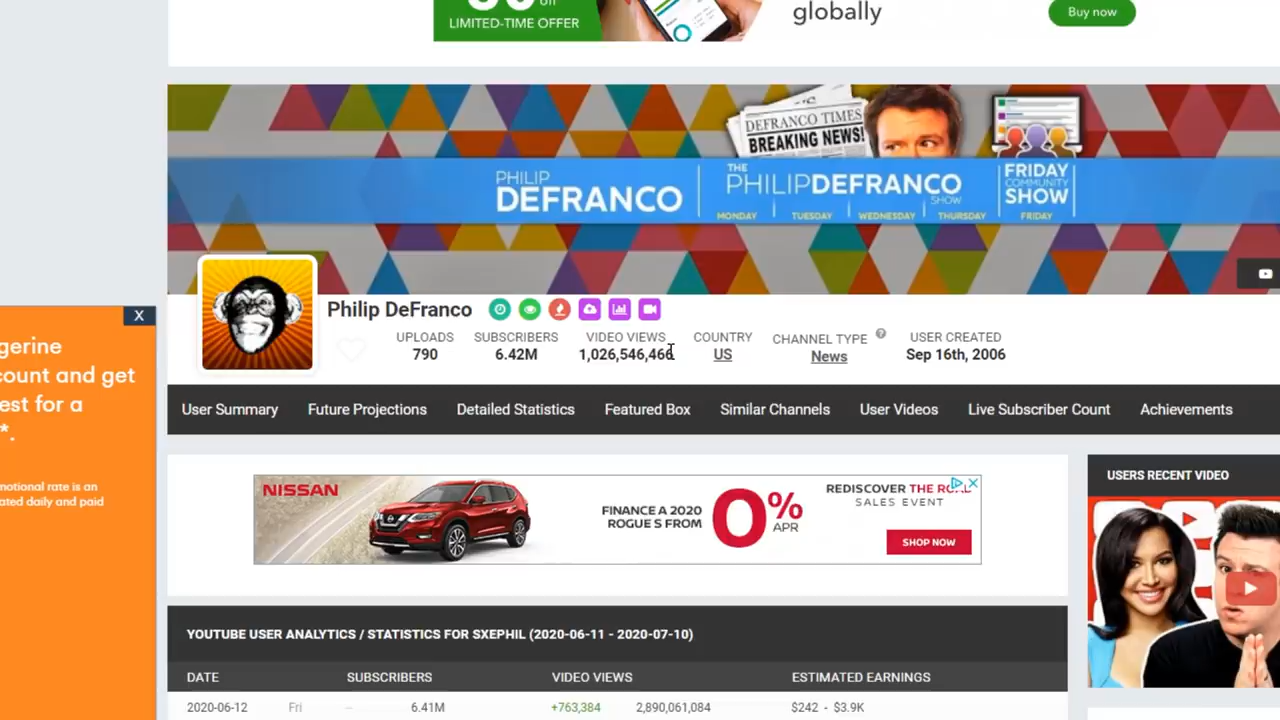 off
LIMITED-TIME OFFER
globally
Buy now
DEFRANCO TIMES
BREAKING NEWS!
PHILIP
DEFRANCO
THE
PHILIPDEFRANCO
SHOW
MONDAY TUESDAY WEDNESDAY THURSDAY
FRIDAY
COMMUNITY
SHOW
FRIDAY
X
gerine
count and get
est for a
*.
notional rate is an
ated daily and paid
Philip DeFranco
UPLOADS SUBSCRIBERS VIDEO VIEWS COUNTRY CHANNEL TYPE USER CREATED
790 6.42M 1,026,546,466 US News Sep 16th, 2006
User Summary Future Projections Detailed Statistics Featured Box Similar Channels User Videos Live Subscriber Count Achievements
NISSAN
FINANCE A 2020
ROGUE S FROM
0%
APR
REDISCOVER THE
SALES EVENT
SHOP NOW
USERS RECENT VIDEO
YOUTUBE USER ANALYTICS / STATISTICS FOR SXEPHIL (2020-06-11 - 2020-07-10)
DATE SUBSCRIBERS VIDEO VIEWS ESTIMATED EARNINGS
2020-06-12 Fri -- 6.41M +763,384 2,890,061,084 $242 - $3.9K